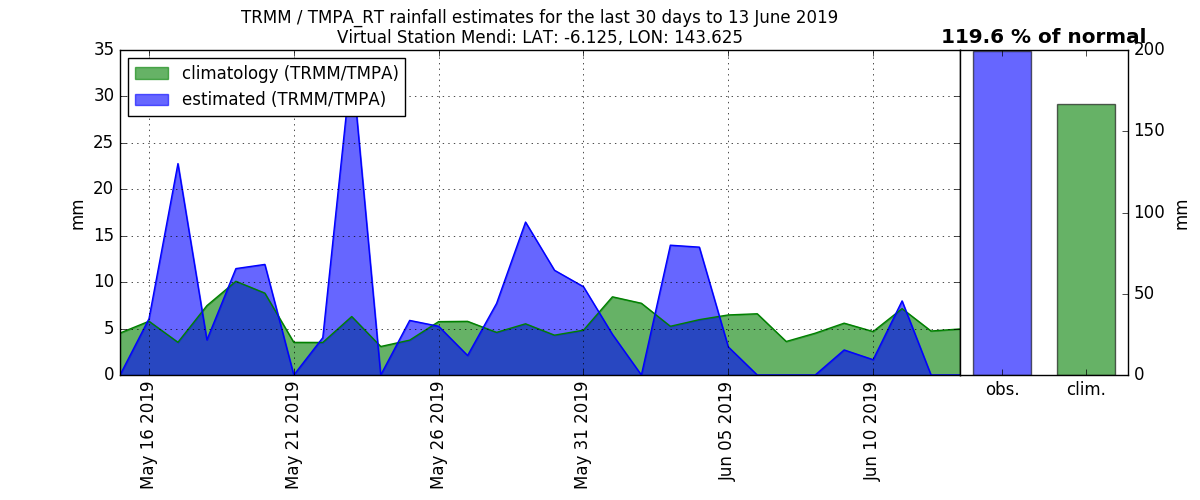 TRMM / TMPA_RT rainfall estimates for the last 30 days to 13 June 2019
Virtual Station Mendi: LAT: -6.125, LON: 143.625
119.6 % of normal
climatology (TRMM/TMPA)
estimated (TRMM/TMPA)
35
30
25
20
15
10
5
0
mm
May 16 2019
May 21 2019
May 26 2019
May 31 2019
Jun 05 2019
Jun 10 2019
200
150
100
50
0
mm
obs.
clim.